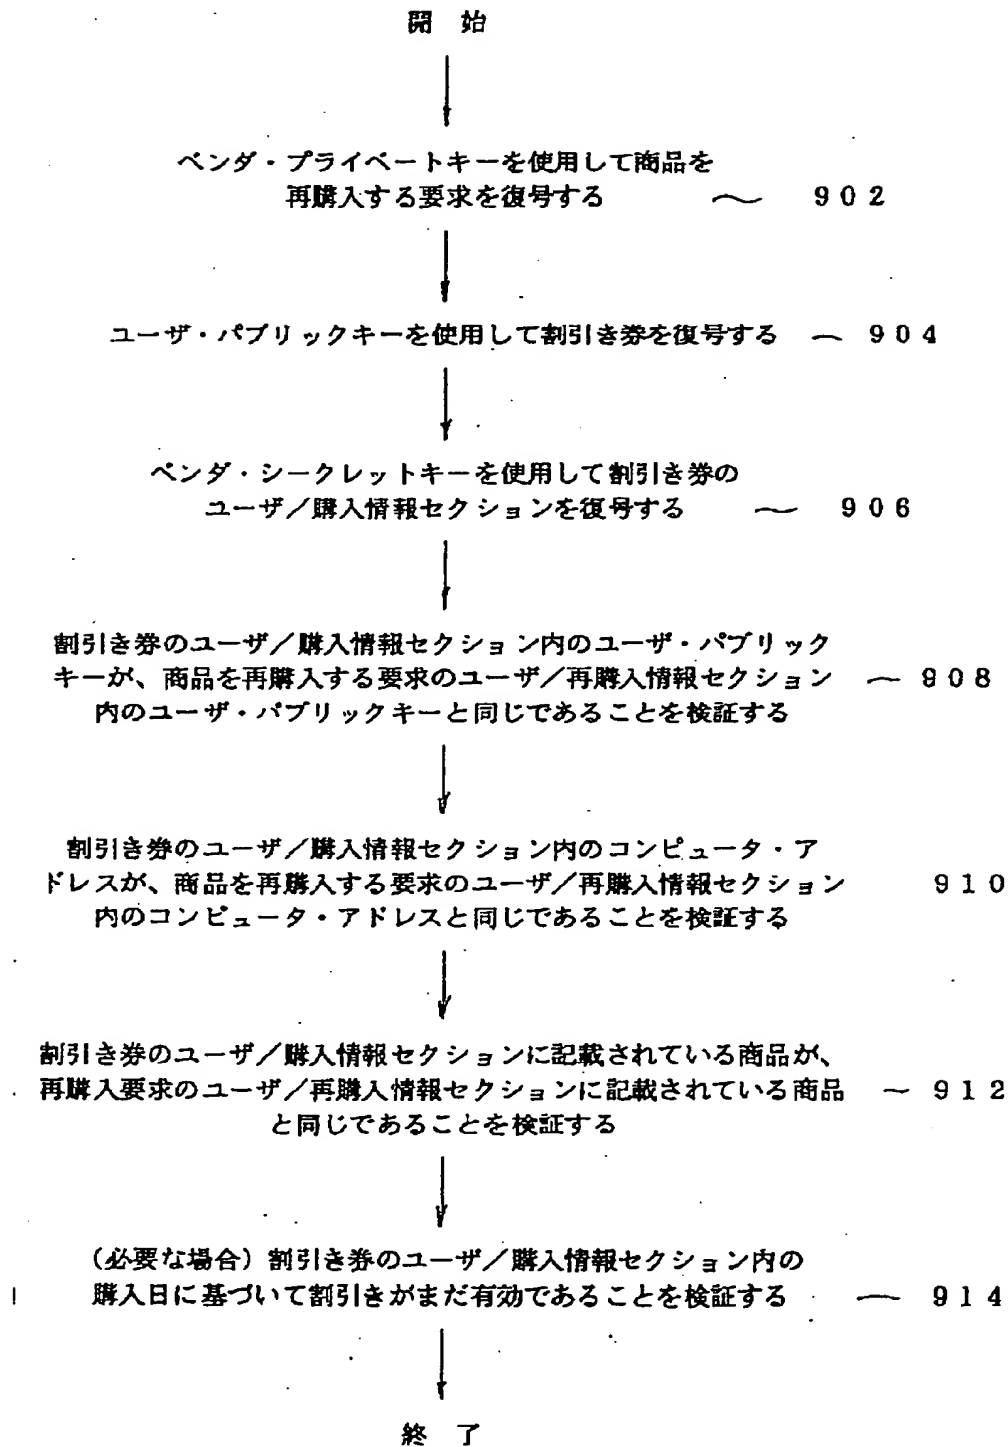 開 始
ベンダ・プライベートキーを使用して商品を
再購入する要求を復号する 〜 902
ユーザ・パブリックキーを使用して割引き券を復号する 〜 904
ベンダ・シークレットキーを使用して割引き券の
ユーザ/購入情報セクションを復号する 〜 906
割引き券のユーザ/購入情報セクション内のユーザ・パブリック
キーが、商品を再購入する要求のユーザ/再購入情報セクション 〜 908
内のユーザ・パブリックキーと同じであることを検証する
割引き券のユーザ/購入情報セクション内のコンピュータ・ア
ドレスが、商品を再購入する要求のユーザ/再購入情報セクション 910
内のコンピュータ・アドレスと同じであることを検証する
割引き券のユーザ/購入情報セクションに記載されている商品が、
再購入要求のユーザ/再購入情報セクションに記載されている商品 〜 912
と同じであることを検証する
(必要な場合)割引き券のユーザ/購入情報セクション内の
購入日に基づいて割引きがまだ有効であることを検証する 〜 914
終 了